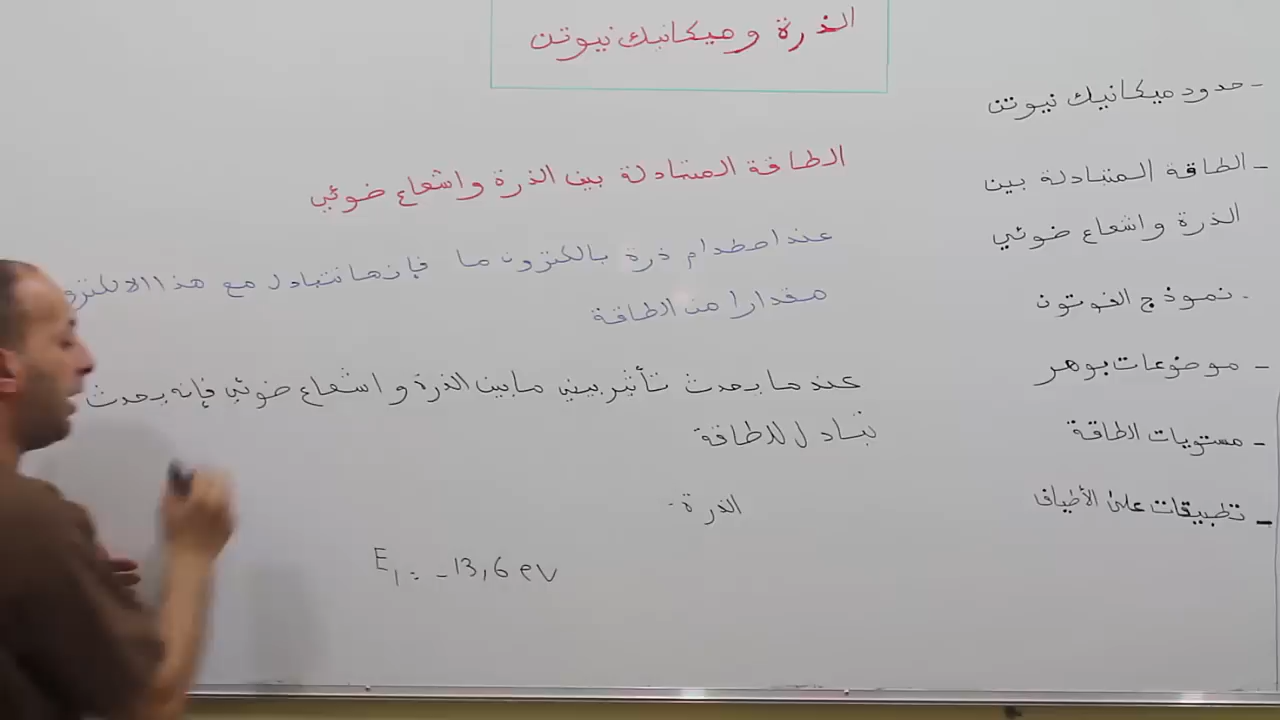 الذرة وميكانيك نيوتن
- حدود ميكانيك نيوتن
- الطاقة المتبادلة بين
الذرة واشعاع ضوئي
- نموذج الفوتون
- موضوعات بوهر
- مستويات الطاقة
- تطبيقات على الأطياف
الطاقة المتبادلة بين الذرة واشعاع ضوئي
عند اصطدام ذرة بالكترون ما فإنها تتبادل مع هذا
مقدارا من الطاقة
عندما يحدث تأثير بيني مابين الذرة و اشعاع ضوئي فإنه يحدث
تبادل للطاقة
الذرة -
E1 = -13,6 eV